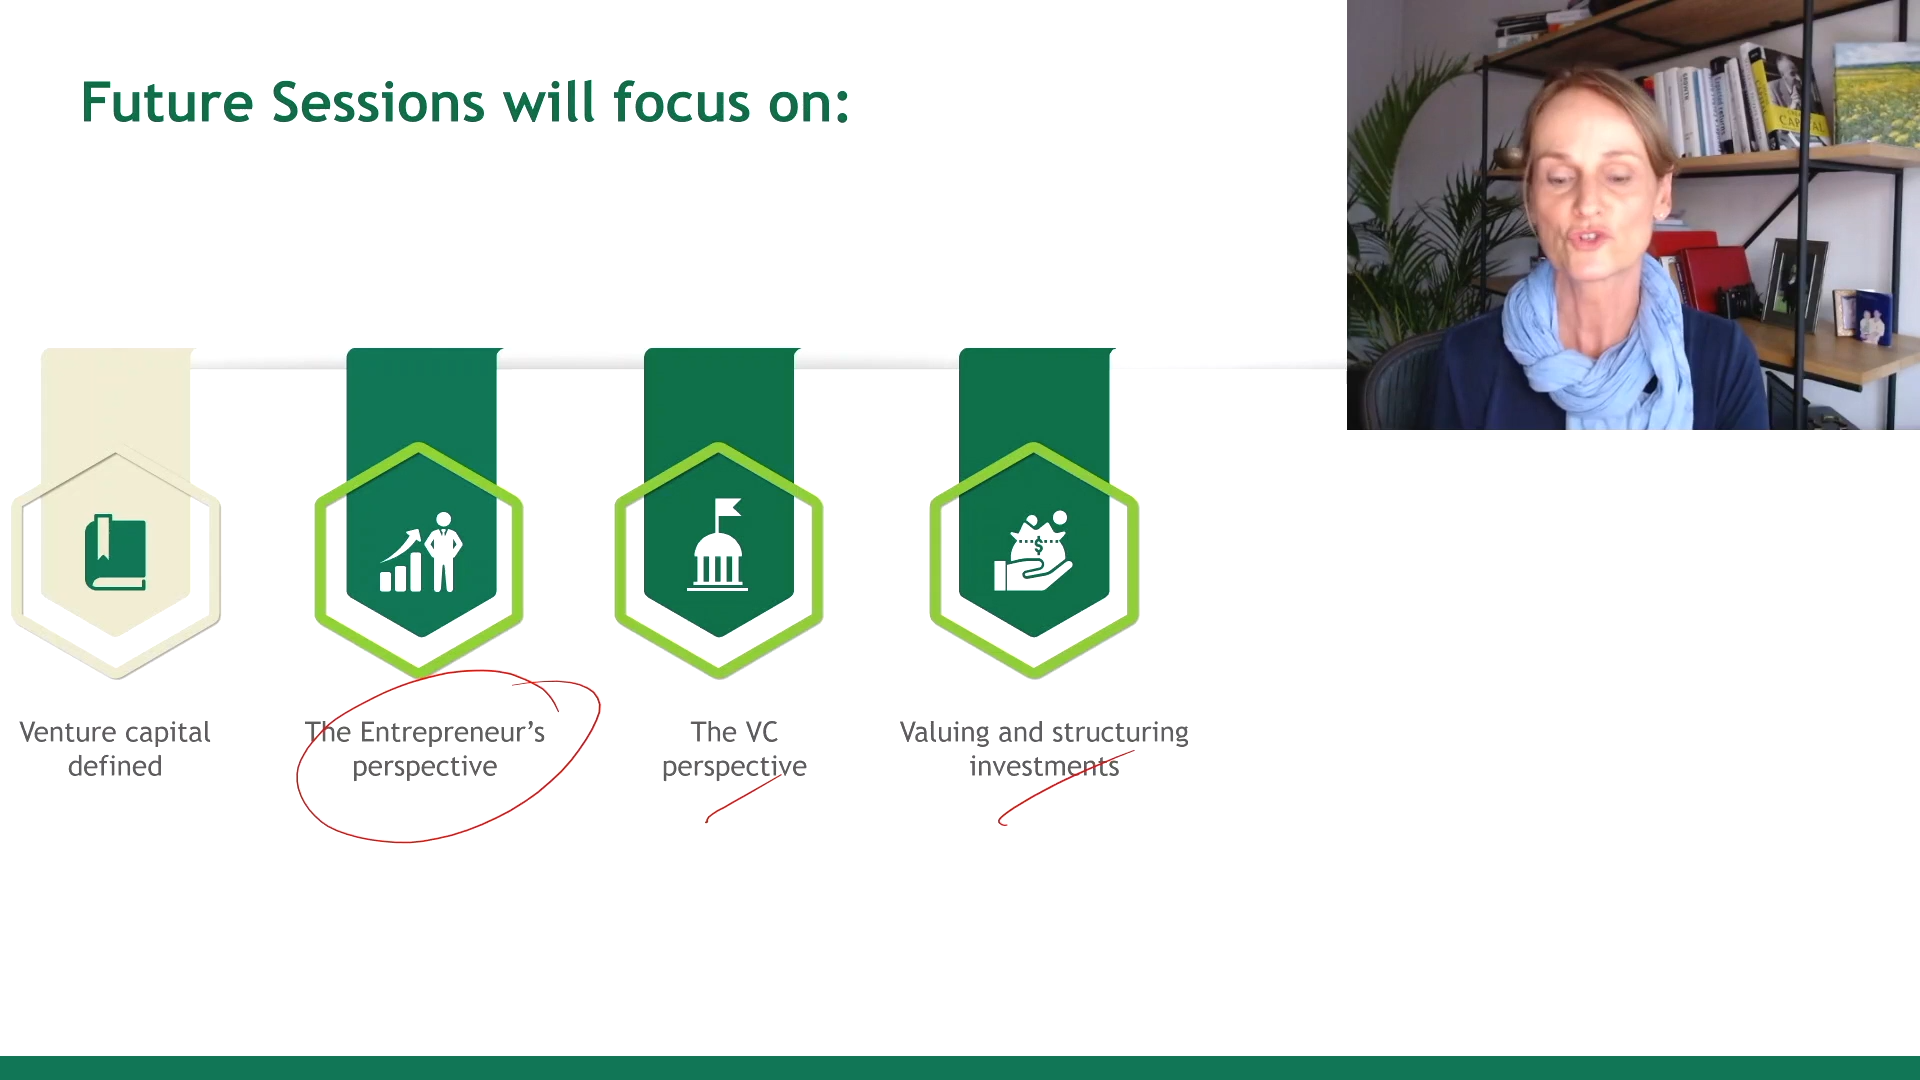 Future Sessions will focus on:
Venture capital
defined
The Entrepreneur’s
perspective
The VC
perspective
$
Valuing and structuring
investments